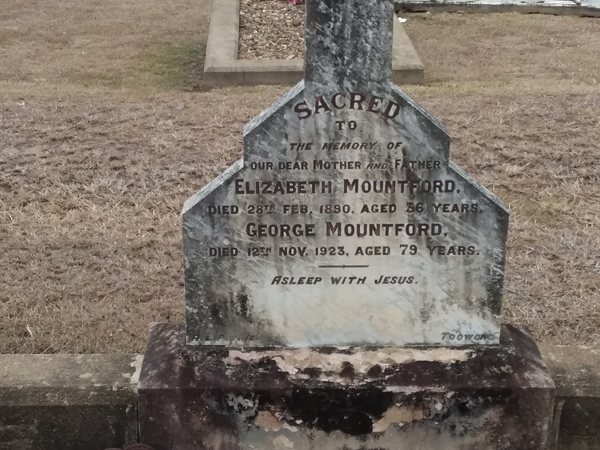 SACRED
TO
THE MEMORY OF
OUR DEAR MOTHER AND FATHER
ELIZABETH MOUNTFORD.
DIED 28TH FEB. 1890. AGED 36 YEARS.
GEORGE MOUNTFORD.
DIED 12TH NOV. 1923. AGED 79 YEARS.
ASLEEP WITH JESUS.